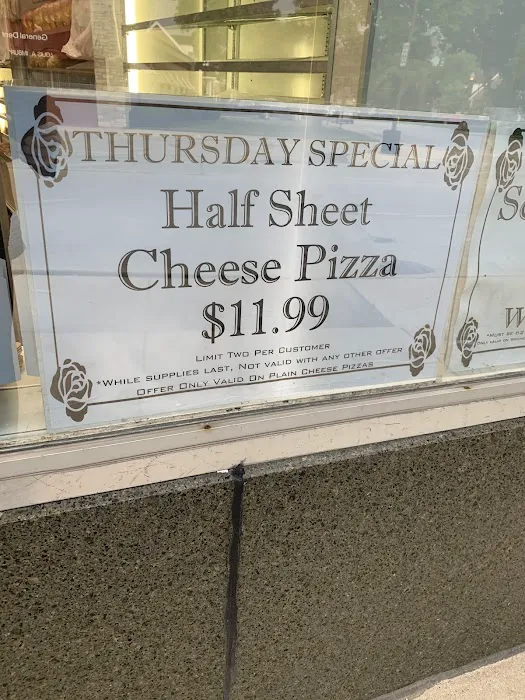 THURSDAY SPECIAL
Half Sheet
Cheese Pizza
$11.99
LIMIT TWO PER CUSTOMER
*WHILE SUPPLIES LAST, NOT VALID WITH ANY OTHER OFFER
OFFER ONLY VALID ON PLAIN CHEESE PIZZAS